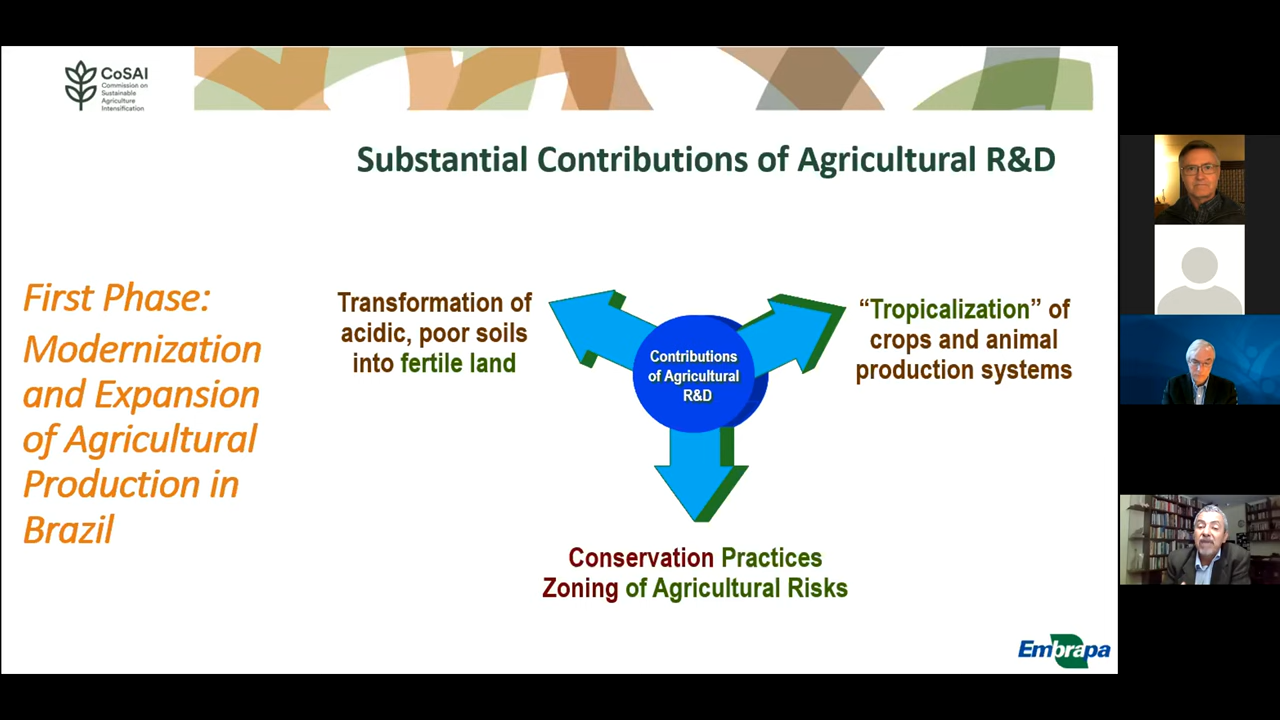 CoSAI
Commission on
Sustainable
Agriculture
Intensification
Substantial Contributions of Agricultural R&D
First Phase:
Modernization
and Expansion
of Agricultural
Production in
Brazil
Transformation of
acidic, poor soils
into fertile land
Contributions
of Agricultural
R&D
“Tropicalization” of
crops and animal
production systems
Conservation Practices
Zoning of Agricultural Risks
Embrapa